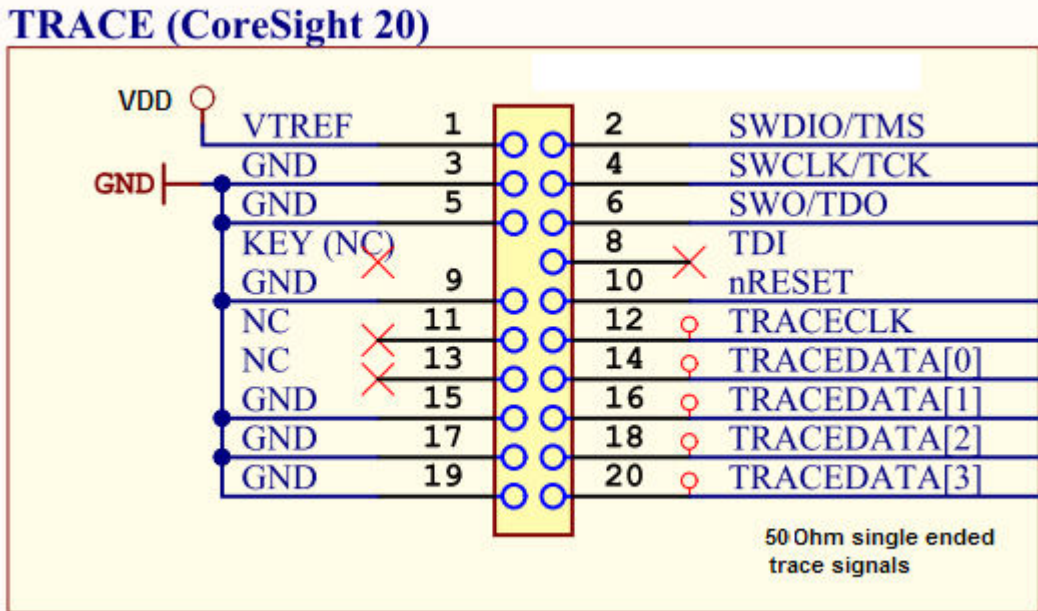 TRACE (CoreSight 20)
VDD
VTREF 1 2 SWDIO/TMS
GND GND 3 4 SWCLK/TCK
GND 5 6 SWO/TDO
KEY (NC) 8 TDI
GND 9 10 nRESET
NC 11 12 TRACECLK
NC 13 14 TRACEDATA[0]
GND 15 16 TRACEDATA[1]
GND 17 18 TRACEDATA[2]
GND 19 20 TRACEDATA[3]
50 Ohm single ended
trace signals